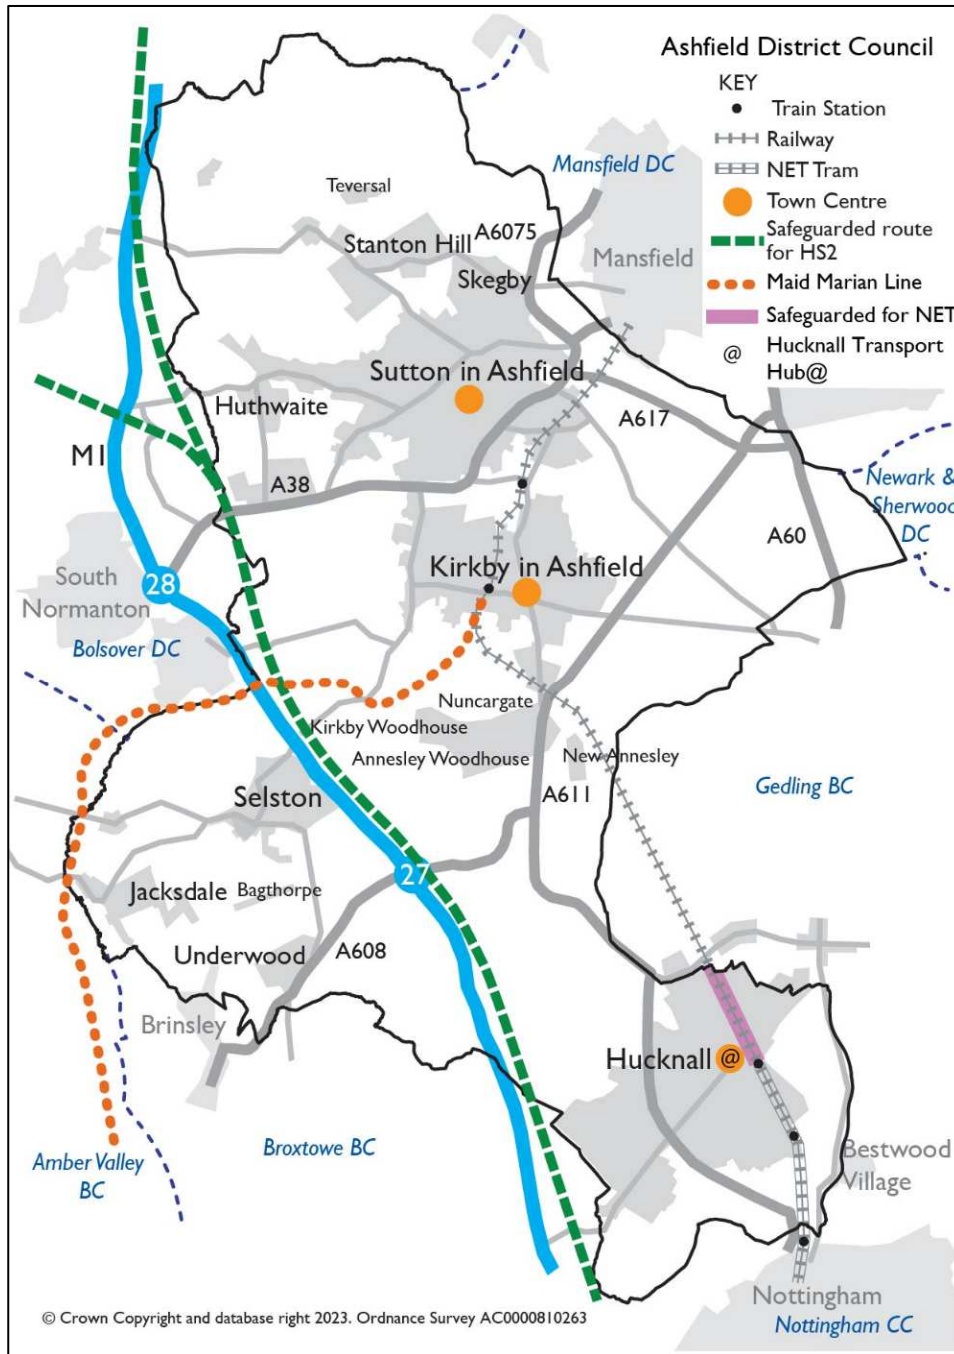 Ashfield District Council
KEY
Train Station
Railway
NET Tram
Town Centre
Safeguarded route
for HS2
Maid Marian Line
Safeguarded for NET
@ Hucknall Transport
Hub@
Mansfield DC
Teversal
A6075
Stanton Hill
Mansfield
Skegby
Sutton in Ashfield
Huthwaite
A617
M1
A38
Newark &
Sherwood
DC
A60
South
Normanton
28
Kirkby in Ashfield
Bolsover DC
Nuncargate
Kirkby Woodhouse
Annesley Woodhouse
New Annesley
Gedling BC
Selston
A611
27
Jacksdale
Bagthorpe
Underwood
A608
Brinsley
Hucknall
@
Amber Valley
BC
Broxtowe BC
Bestwood
Village
Nottingham
Nottingham CC
© Crown Copyright and database right 2023. Ordnance Survey AC0000810263